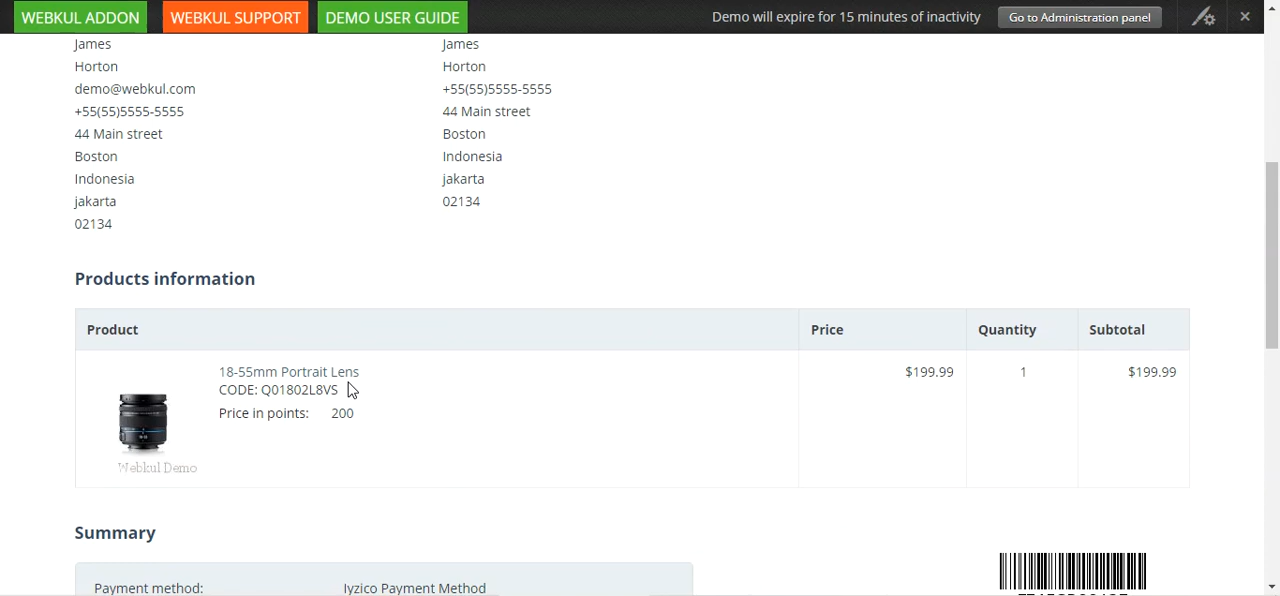 WEBKUL ADDON WEBKUL SUPPORT DEMO USER GUIDE Demo will expire for 15 minutes of inactivity Go to Administration panel
James
Horton
demo@webkul.com
+55(55)5555-5555
44 Main street
Boston
Indonesia
jakarta
02134
James
Horton
+55(55)5555-5555
44 Main street
Boston
Indonesia
jakarta
02134
Products information
Product Price Quantity Subtotal
18-55mm Portrait Lens $199.99 1 $199.99
CODE: Q01802L8VS
Price in points: 200
Webkul Demo
Summary
Payment method: Iyzico Payment Method